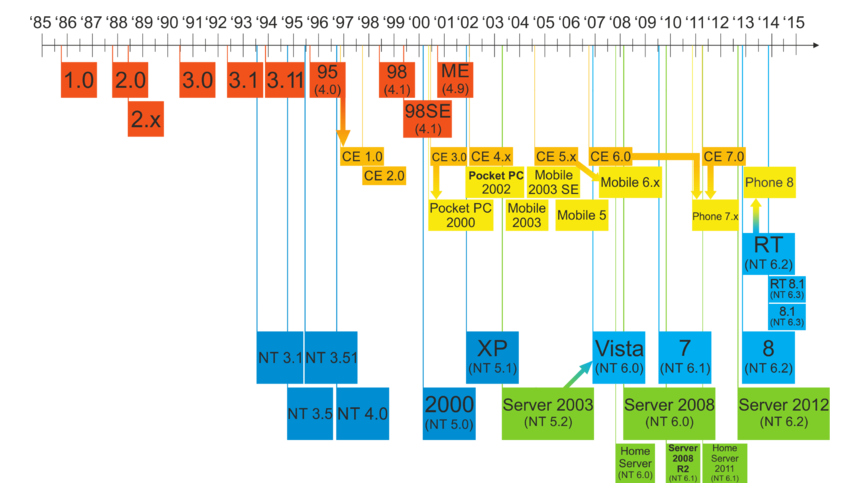 ‘85 ‘86 ‘87 ‘88 ‘89 ‘90 ‘91 ‘92 ‘93 ‘94 ‘95 ‘96 ‘97 ‘98 ‘99 ‘00 ‘01 ‘02 ‘03 ‘04 ‘05 ‘06 ‘07 ‘08 ‘09 ‘10 ‘11 ‘12 ‘13 ‘14 ‘15
1.0
2.0
3.0
3.1
3.11
95
(4.0)
98
(4.1)
ME
(4.9)
2.x
98SE
(4.1)
CE 1.0
CE 3.0
CE 4.x
CE 5.x
CE 6.0
CE 7.0
CE 2.0
Pocket PC
2002
Mobile
2003 SE
Mobile 6.x
Phone 8
Pocket PC
2000
Mobile
2003
Mobile 5
Phone 7.x
RT
(NT 6.2)
RT 8.1
(NT 6.3)
8.1
(NT 6.3)
NT 3.1
NT 3.51
XP
(NT 5.1)
Vista
(NT 6.0)
7
(NT 6.1)
8
(NT 6.2)
NT 3.5
NT 4.0
2000
(NT 5.0)
Server 2003
(NT 5.2)
Server 2008
(NT 6.0)
Server 2012
(NT 6.2)
Home
Server
(NT 6.0)
Server
2008
R2
(NT 6.1)
Home
Server
2011
(NT 6.1)